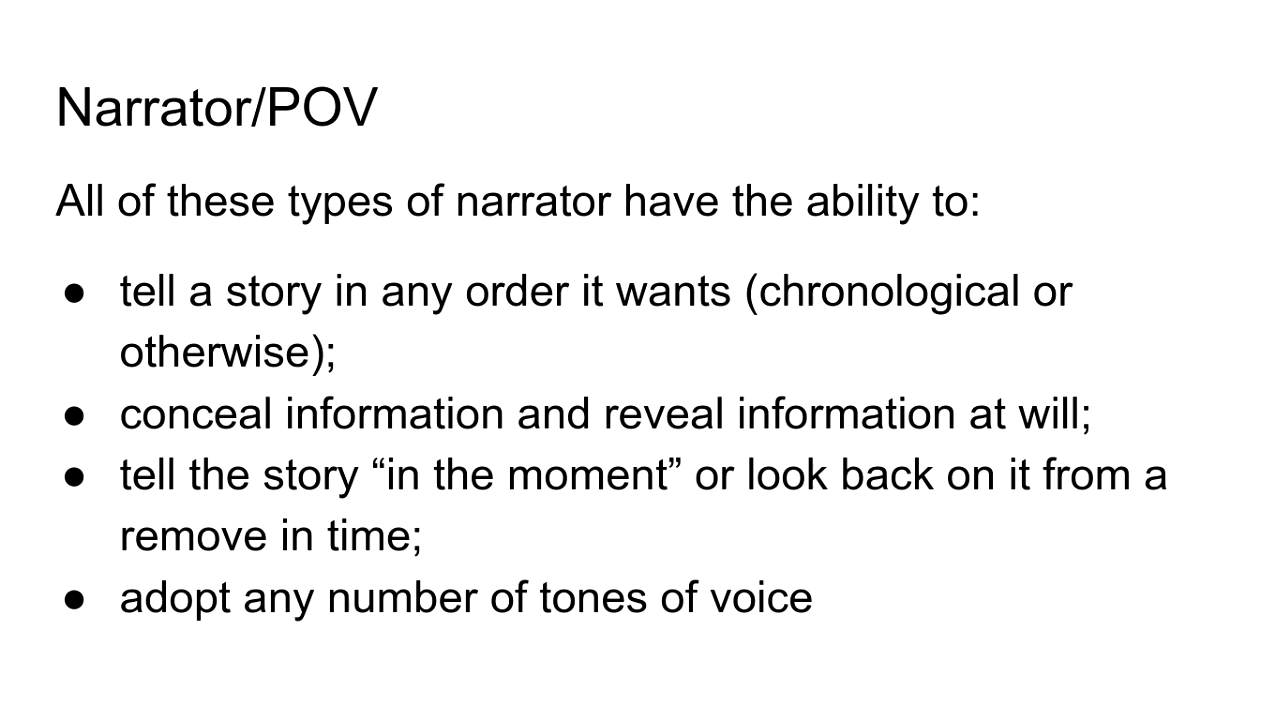 Narrator/POV
All of these types of narrator have the ability to:
● tell a story in any order it wants (chronological or
otherwise);
● conceal information and reveal information at will;
● tell the story “in the moment” or look back on it from a
remove in time;
● adopt any number of tones of voice